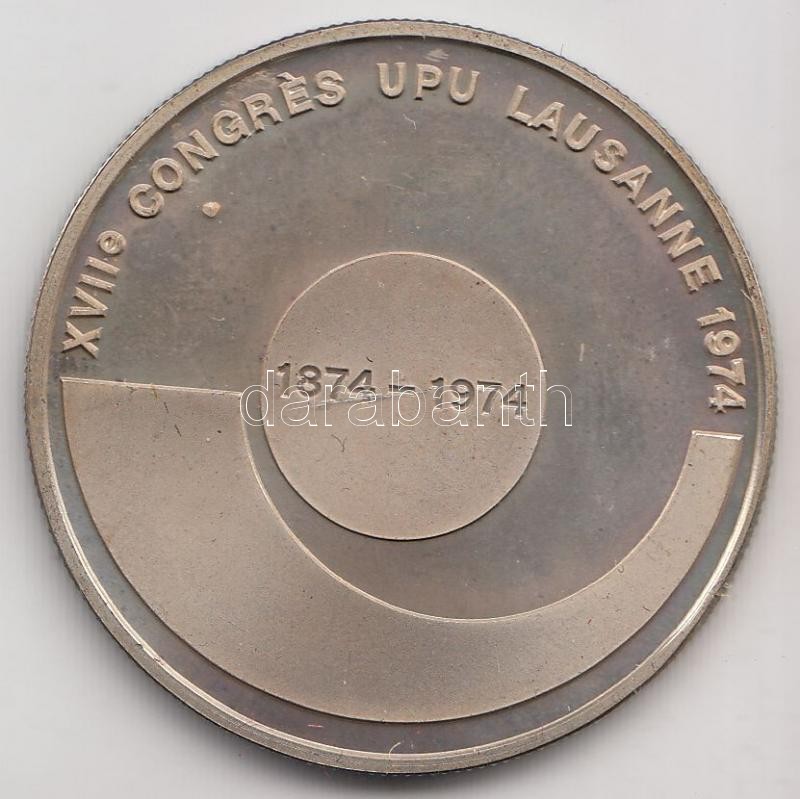 XVIIe CONGRÈS UPU LAUSANNE 1974
1874 - 1974
darabanth